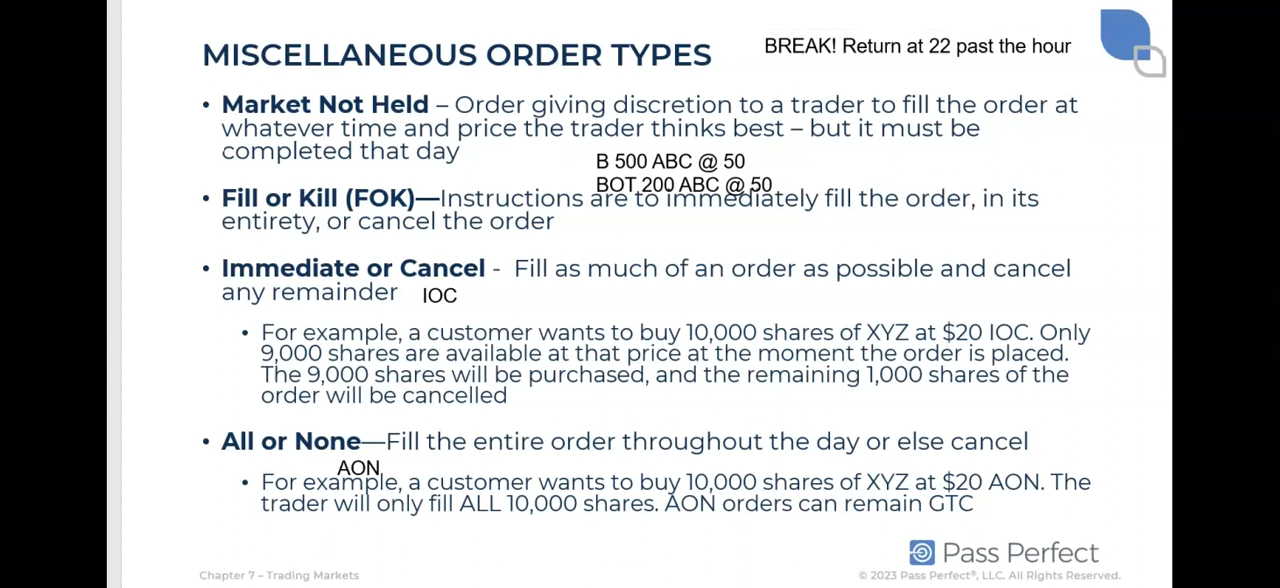 MISCELLANEOUS ORDER TYPES
BREAK! Return at 22 past the hour
• Market Not Held – Order giving discretion to a trader to fill the order at
whatever time and price the trader thinks best – but it must be
completed that day
B 500 ABC @ 50
BOT 200 ABC @ 50
• Fill or Kill (FOK)—Instructions are to immediately fill the order, in its
entirety, or cancel the order
• Immediate or Cancel - Fill as much of an order as possible and cancel
any remainder
IOC
• For example, a customer wants to buy 10,000 shares of XYZ at $20 IOC. Only
9,000 shares are available at that price at the moment the order is placed.
The 9,000 shares will be purchased, and the remaining 1,000 shares of the
order will be cancelled
• All or None—Fill the entire order throughout the day or else cancel
AON
• For example, a customer wants to buy 10,000 shares of XYZ at $20 AON. The
trader will only fill ALL 10,000 shares. AON orders can remain GTC
Pass Perfect
Chapter 7 – Trading Markets
© 2023 Pass Perfect®, LLC. All Rights Reserved.